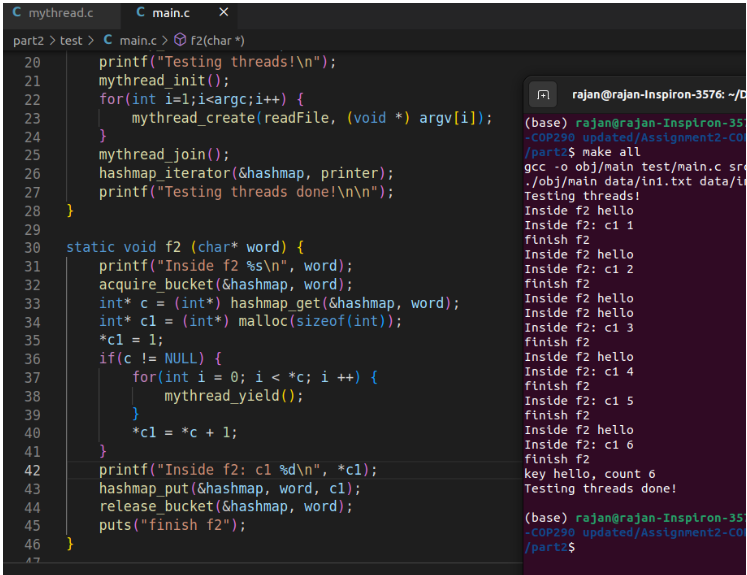 C mythread.c C main.c ×
part2 > test > C main.c > f2(char *)
20 printf("Testing threads!\n");
21 mythread_init();
22 for(int i=1;i<argc;i++) {
23 mythread_create(readFile, (void *) argv[i]);
24 }
25 mythread_join();
26 hashmap_iterator(&hashmap, printer);
27 printf("Testing threads done!\n\n");
28 }
29
30 static void f2 (char* word) {
31 printf("Inside f2 %s\n", word);
32 acquire_bucket(&hashmap, word);
33 int* c = (int*) hashmap_get(&hashmap, word);
34 int* c1 = (int*) malloc(sizeof(int));
35 *c1 = 1;
36 if(c != NULL) {
37 for(int i = 0; i < *c; i ++) {
38 mythread_yield();
39 }
40 *c1 = *c + 1;
41 }
42 printf("Inside f2: c1 %d\n", *c1);
43 hashmap_put(&hashmap, word, c1);
44 release_bucket(&hashmap, word);
45 puts("finish f2");
46 }
47
rajan@rajan-Inspiron-3576: ~/D
(base) rajan@rajan-Inspiron-357
-COP290 updated/Assignment2-COP
/part2$ make all
gcc -o obj/main test/main.c src
./obj/main data/in1.txt data/in
Testing threads!
Inside f2 hello
Inside f2: c1 1
finish f2
Inside f2 hello
Inside f2: c1 2
finish f2
Inside f2 hello
Inside f2 hello
Inside f2: c1 3
finish f2
Inside f2 hello
Inside f2: c1 4
finish f2
Inside f2: c1 5
finish f2
Inside f2 hello
Inside f2: c1 6
finish f2
key hello, count 6
Testing threads done!
(base) rajan@rajan-Inspiron-357
-COP290 updated/Assignment2-COP
/part2$